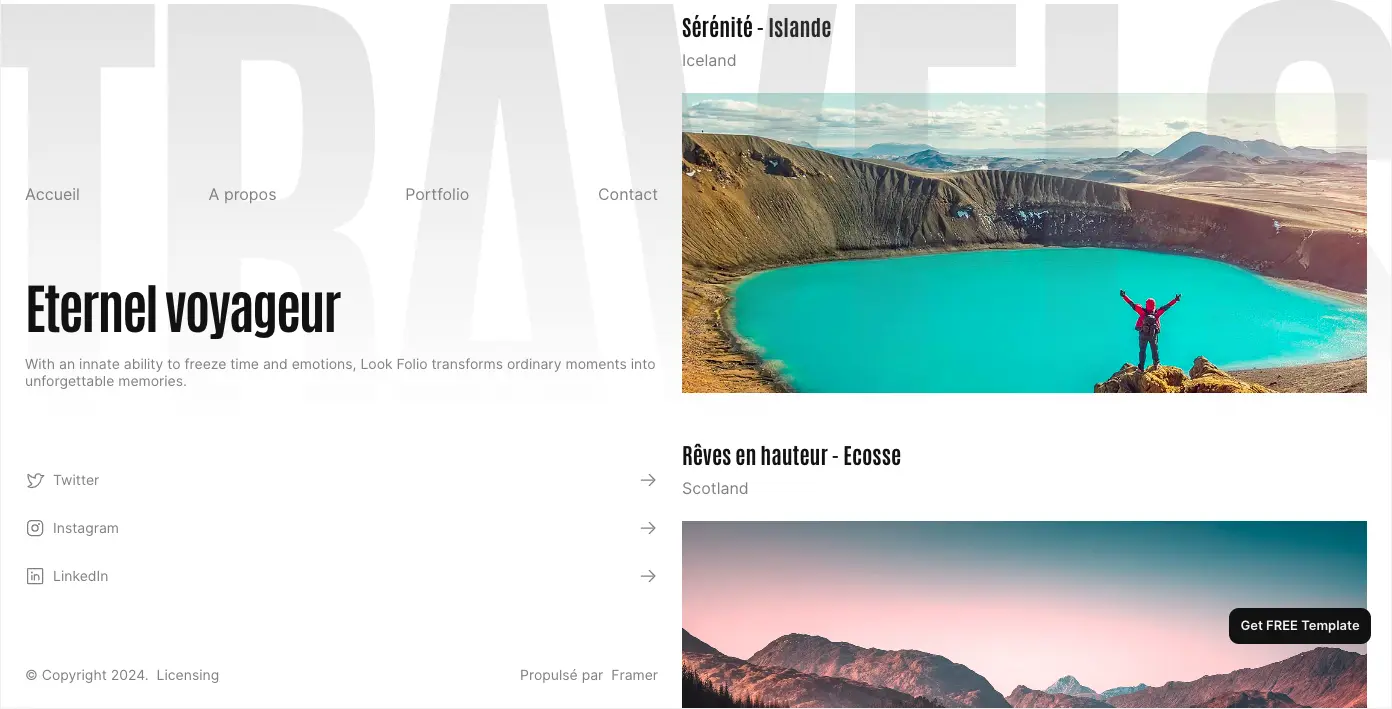 TRAVELS
Accueil A propos Portfolio Contact
Eternel voyageur
With an innate ability to freeze time and emotions, Look Folio transforms ordinary moments into
unforgettable memories.
Twitter
Instagram
LinkedIn
© Copyright 2024. Licensing Propulsé par Framer
Sérénité - Islande
Iceland
Rêves en hauteur - Ecosse
Scotland
Get FREE Template